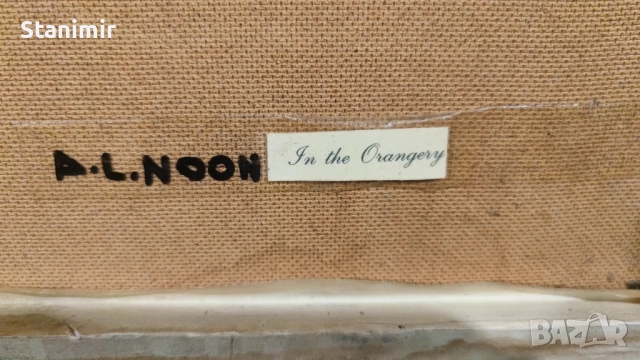 Stanimir
D.L.NOON In the Orangery
BAZAR